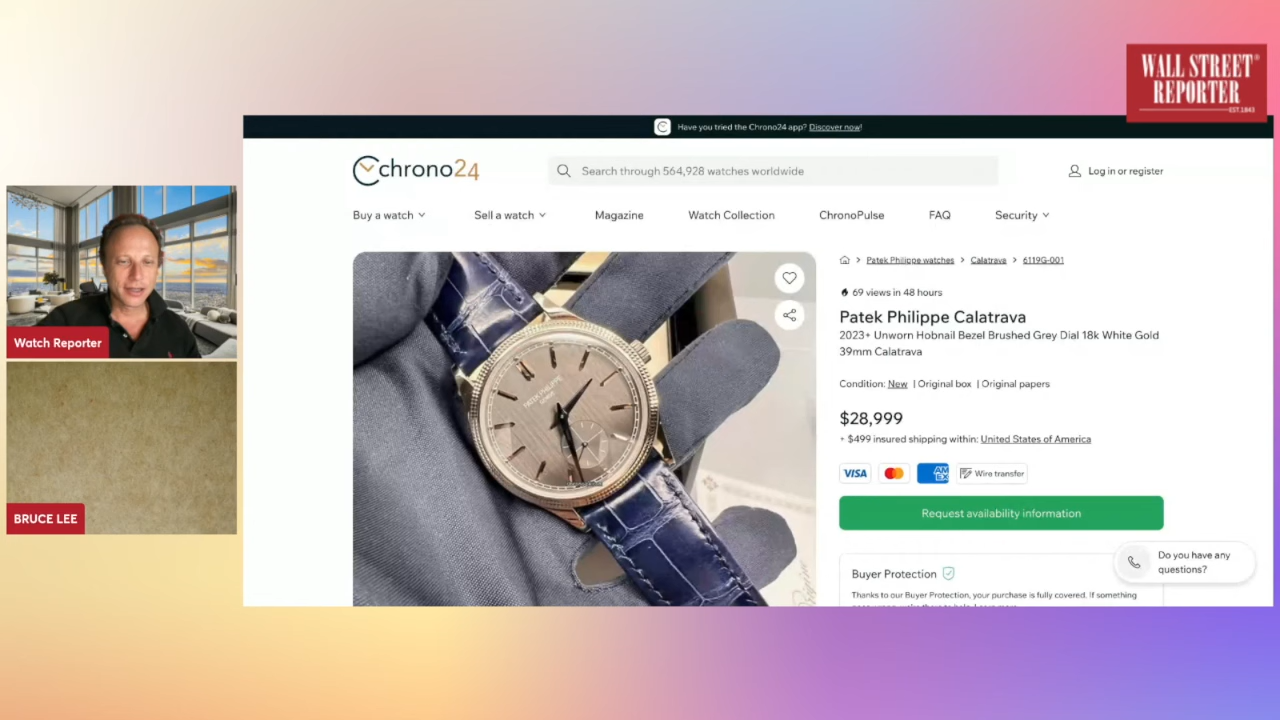 WALL STREET
REPORTER
EST.1843
Have you tried the Chrono24 app? Discover now!
chrono24
Search through 564,928 watches worldwide
Log in or register
Buy a watch
Sell a watch
Magazine
Watch Collection
ChronoPulse
FAQ
Security
Watch Reporter
BRUCE LEE
PATEK PHILIPPE
GENEVE
Patek Philippe watches > Calatrava > 6119G-001
69 views in 48 hours
Patek Philippe Calatrava
2023+ Unworn Hobnail Bezel Brushed Grey Dial 18k White Gold
39mm Calatrava
Condition: New | Original box | Original papers
$28,999
+ $499 insured shipping within: United States of America
VISA
AM
EX
Wire transfer
Request availability information
Do you have any
questions?
Buyer Protection
Thanks to our Buyer Protection, your purchase is fully covered. If something